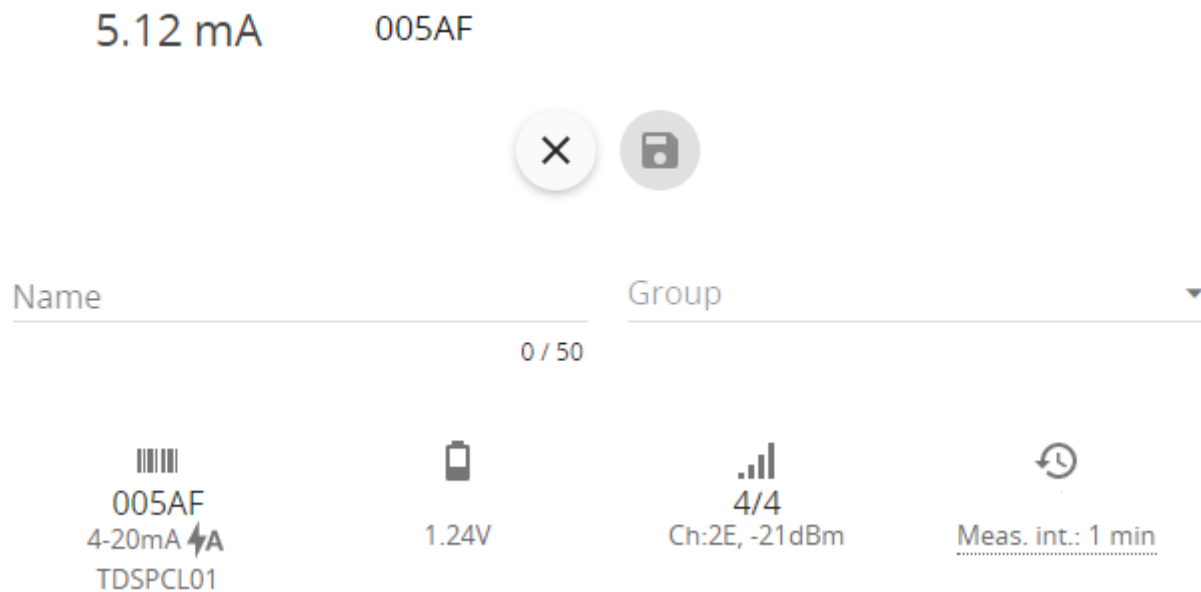 5.12 mA 005AF
Name Group
0 / 50
005AF 4/4
4-20mA A 1.24V Ch:2E, -21dBm Meas. int.: 1 min
TDSPCL01